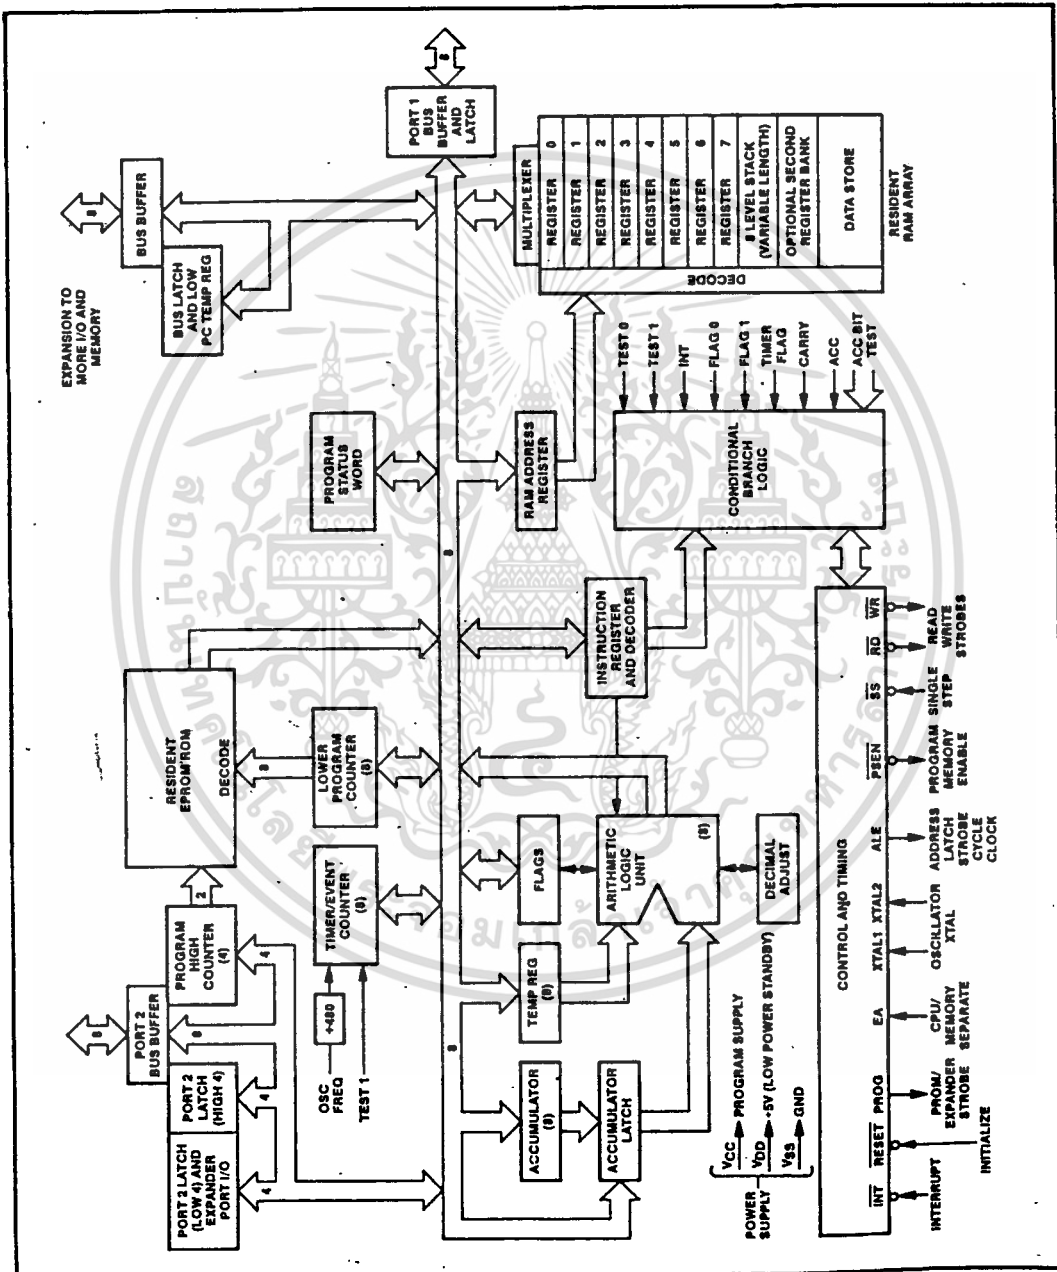 EXPANSION TO
MORE I/O AND
MEMORY
8
BUS BUFFER
BUS LATCH
AND LOW
PC TEMP REG
8
PORT 1
BUS
BUFFER
AND
LATCH
8
PORT 2
BUS BUFFER
PORT 2 LATCH
(LOW 4) AND
EXPANDER
PORT I/O
PORT 2
LATCH
(HIGH 4)
PROGRAM
HIGH
COUNTER
(4)
4
4
8
4
2
RESIDENT
EPROM/ROM
DECODE
8
LOWER
PROGRAM
COUNTER
(8)
OSC
FREQ
÷480
TEST 1
TIMER/EVENT
COUNTER
(8)
PROGRAM
STATUS
WORD
8
8
MULTIPLEXER
REGISTER 0
REGISTER 1
REGISTER 2
REGISTER 3
REGISTER 4
REGISTER 5
REGISTER 6
REGISTER 7
8 LEVEL STACK
(VARIABLE LENGTH)
OPTIONAL SECOND
REGISTER BANK
DATA STORE
DECODE
RESIDENT
RAM ARRAY
RAM ADDRESS
REGISTER
ACCUMULATOR
(8)
ACCUMULATOR
LATCH
TEMP REG
(8)
FLAGS
ARITHMETIC
LOGIC
UNIT
(8)
DECIMAL
ADJUST
INSTRUCTION
REGISTER
AND DECODER
CONDITIONAL
BRANCH
LOGIC
TEST 0
TEST 1
INT
FLAG 0
FLAG 1
TIMER
FLAG
CARRY
ACC
ACC BIT
TEST
POWER
SUPPLY
VCC PROGRAM SUPPLY
VDD +5V (LOW POWER STANDBY)
VSS GND
CONTROL AND TIMING
INT RESET PROG EA XTAL1 XTAL2 ALE PSEN SS RD WR
INTERRUPT
INITIALIZE
PROM/
EXPANDER
STROBE
CPU/
MEMORY
SEPARATE
OSCILLATOR
XTAL
ADDRESS
LATCH
STROBE
CYCLE
CLOCK
PROGRAM
MEMORY
ENABLE
SINGLE
STEP
READ
WRITE
STROBES